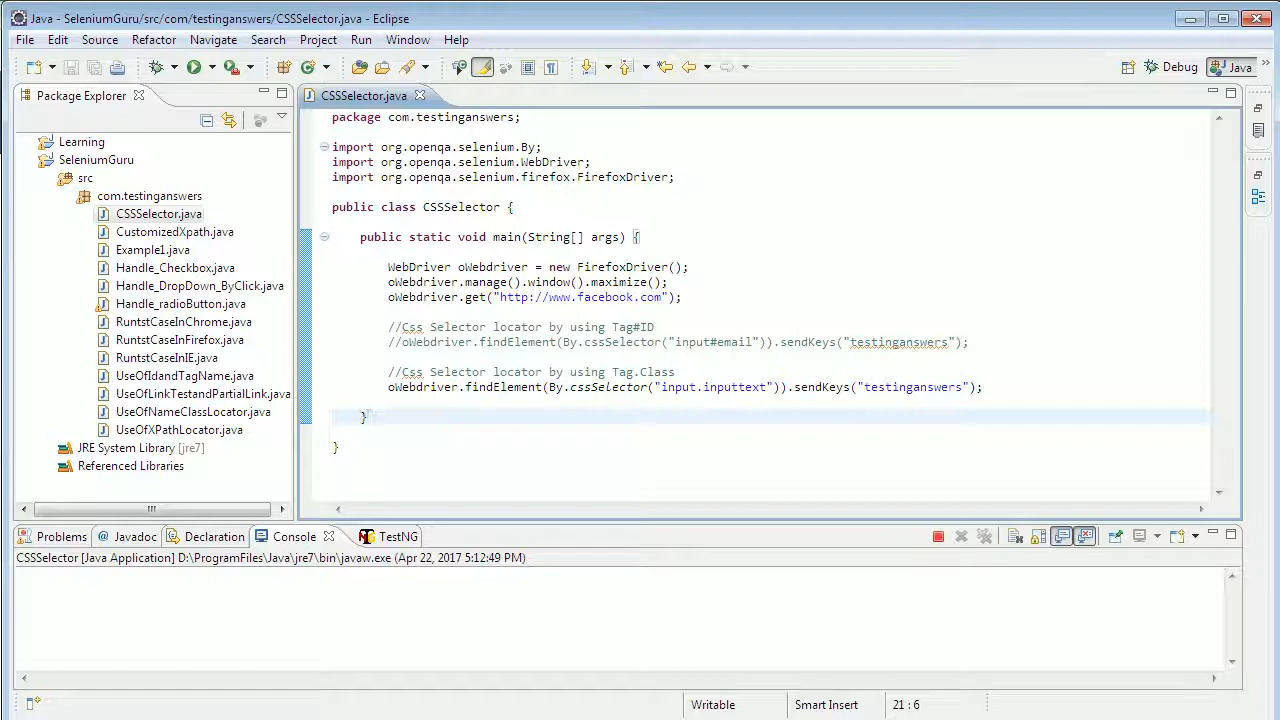 Java - SeleniumGuru/src/com/testinganswers/CSSSelector.java - Eclipse
File Edit Source Refactor Navigate Search Project Run Window Help
Debug Java
Package Explorer
Learning
SeleniumGuru
src
com.testinganswers
CSSSelector.java
CustomizedXpath.java
Example1.java
Handle_Checkbox.java
Handle_DropDown_ByClick.java
Handle_radioButton.java
RuntstCaseInChrome.java
RuntstCaseInFirefox.java
RuntstCaseInIE.java
UseOfIdandTagName.java
UseOfLinkTestandPartialLink.java
UseOfNameClassLocator.java
UseOfXPathLocator.java
JRE System Library [jre7]
Referenced Libraries
CSSSelector.java
package com.testinganswers;
import org.openqa.selenium.By;
import org.openqa.selenium.WebDriver;
import org.openqa.selenium.firefox.FirefoxDriver;
public class CSSSelector {
public static void main(String[] args) {
WebDriver oWebdriver = new FirefoxDriver();
oWebdriver.manage().window().maximize();
oWebdriver.get("http://www.facebook.com");
//Css Selector locator by using Tag#ID
//oWebdriver.findElement(By.cssSelector("input#email")).sendKeys("testinganswers");
//Css Selector locator by using Tag.Class
oWebdriver.findElement(By.cssSelector("input.inputtext")).sendKeys("testinganswers");
}
}
Problems @ Javadoc Declaration Console TestNG
CSSSelector [Java Application] D:\ProgramFiles\Java\jre7\bin\javaw.exe (Apr 22, 2017 5:12:49 PM)
Writable Smart Insert 21 : 6